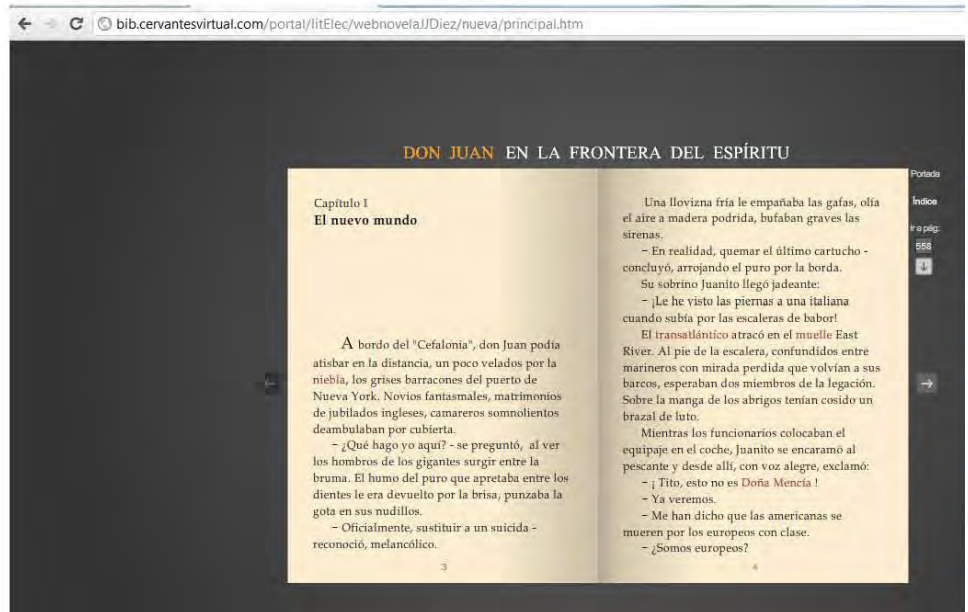 bib.cervantesvirtual.com/portal/litElec/webnovelaJJDiez/nueva/principal.htm
DON JUAN EN LA FRONTERA DEL ESPÍRITU
Capítulo 1
El nuevo mundo
A bordo del "Cefalonia", don Juan podía
atisbar en la distancia, un poco velados por la
niebla, los grises barracones del puerto de
Nueva York. Novios fantasmales, matrimonios
de jubilados ingleses, camareros somnolientos
deambulaban por cubierta.
– ¿Qué hago yo aquí? - se preguntó, al ver
los hombros de los gigantes surgir entre la
bruma. El humo del puro que apretaba entre los
dientes le era devuelto por la brisa, punzaba la
gota en sus nudillos.
– Oficialmente, sustituir a un suicida -
reconoció, melancólico.
3
Una llovizna fría le empañaba las gafas, olía
el aire a madera podrida, bufaban graves las
sirenas.
– En realidad, quemar el último cartucho -
concluyó, arrojando el puro por la borda.
Su sobrino Juanito llegó jadeante:
– ¡Le he visto las piernas a una italiana
cuando subía por las escaleras de babor!
El transatlántico atracó en el muelle East
River. Al pie de la escalera, confundidos entre
marineros con mirada perdida que volvían a sus
barcos, esperaban dos miembros de la legación.
Sobre la manga de los abrigos tenían cosido un
brazal de luto.
Mientras los funcionarios colocaban el
equipaje en el coche, Juanito se encaramó al
pescante y desde allí, con voz alegre, exclamó:
– ¡ Tito, esto no es Doña Mencía !
– Ya veremos.
– Me han dicho que las americanas se
mueren por los europeos con clase.
– ¿Somos europeos?
4
Portada
Índice
Ir a pág:
558